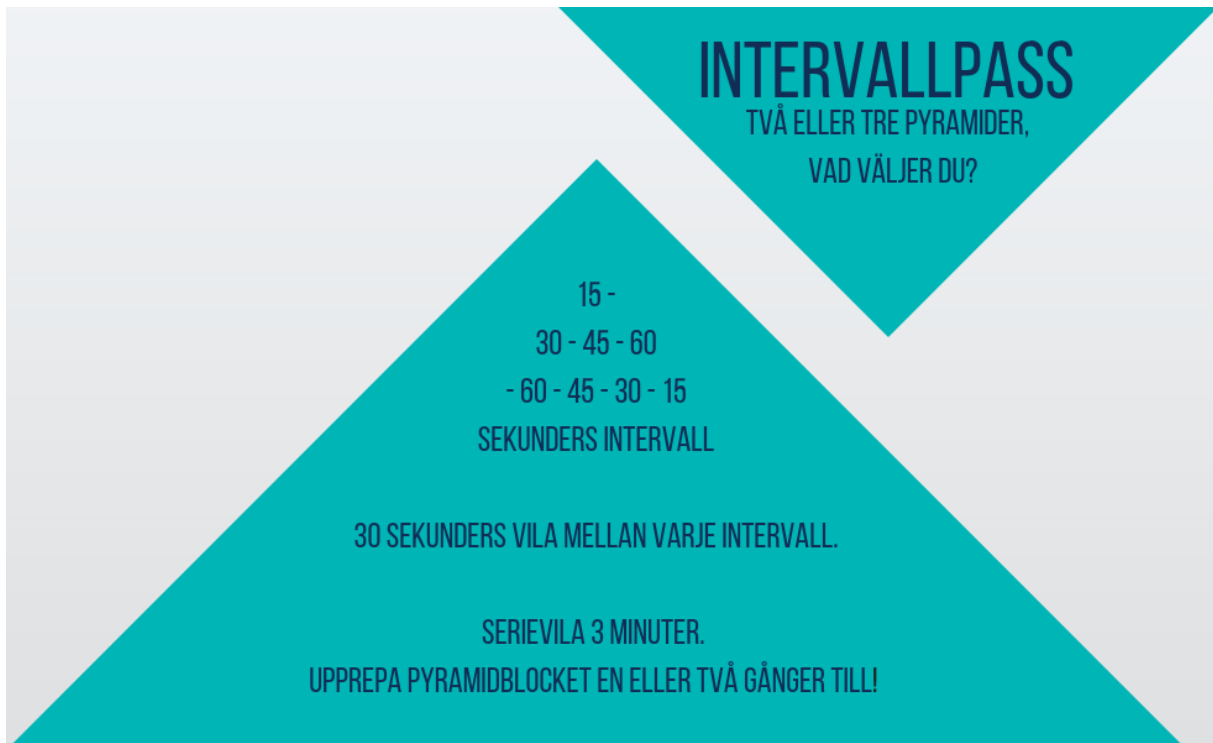 INTERVALLPASS
TVÅ ELLER TRE PYRAMIDER,
VAD VÄLJER DU?
15 -
30 - 45 - 60
- 60 - 45 - 30 - 15
SEKUNDERS INTERVALL
30 SEKUNDERS VILA MELLAN VARJE INTERVALL.
SERIEVILA 3 MINUTER.
UPPREPA PYRAMIDBLOCKET EN ELLER TVÅ GÅNGER TILL!